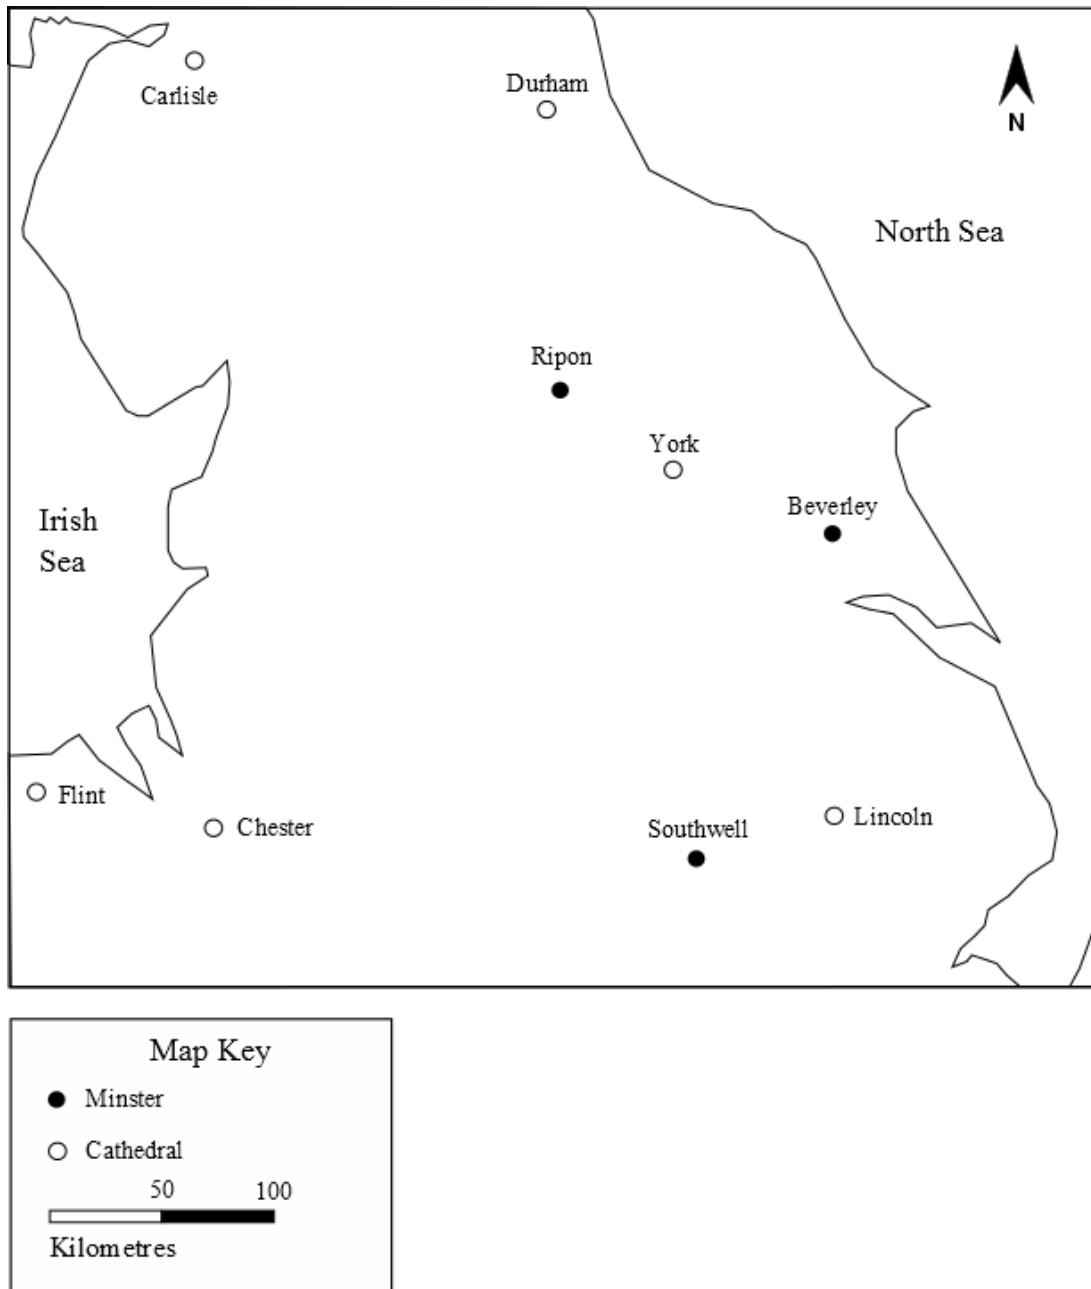 Carlisle
Durham
N
North Sea
Ripon
York
Beverley
Irish
Sea
Flint
Chester
Southwell
Lincoln
Map Key
Minster
Cathedral
50 100
Kilometres